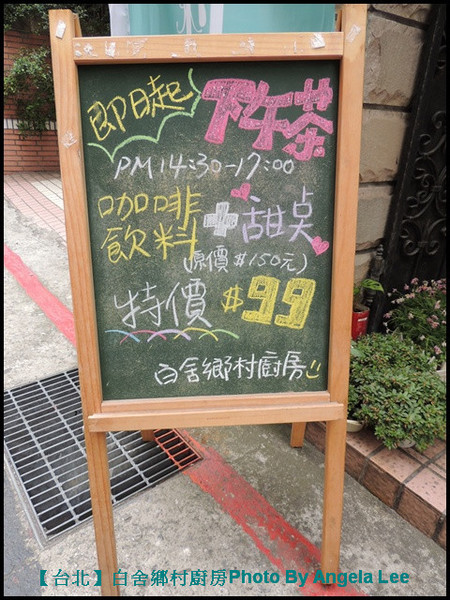 即日起 下午茶
PM 14:30-17:00
咖啡
飲料
+甜点
(原價$150元)
特價 $99
白舍鄉村廚房
【台北】白舍鄉村廚房Photo By Angela Lee